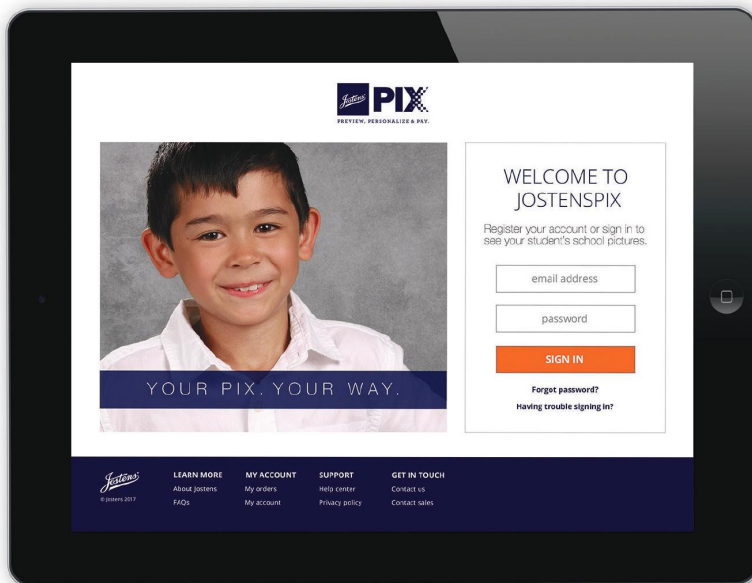 Jostens PIX
PREVIEW, PERSONALIZE & PAY.
YOUR PIX. YOUR WAY.
WELCOME TO
JOSTENSPIX
Register your account or sign in to
see your student's school pictures.
email address
password
SIGN IN
Forgot password?
Having trouble signing in?
Jostens
© Jostens 2017
LEARN MORE
About Jostens
FAQs
MY ACCOUNT
My orders
My account
SUPPORT
Help center
Privacy policy
GET IN TOUCH
Contact us
Contact sales